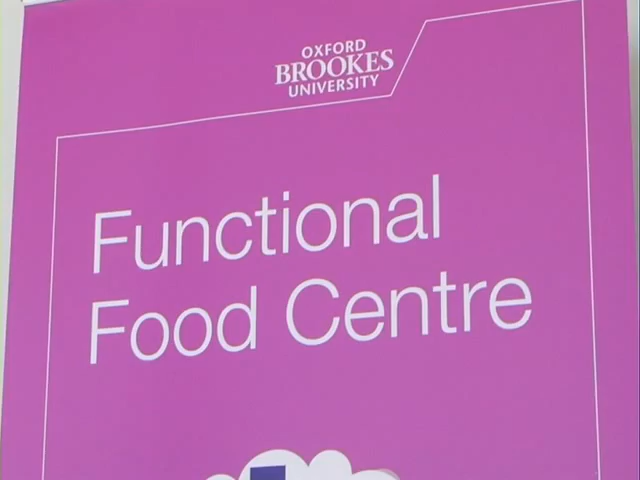 OXFORD
BROOKES
UNIVERSITY
Functional
Food Centre